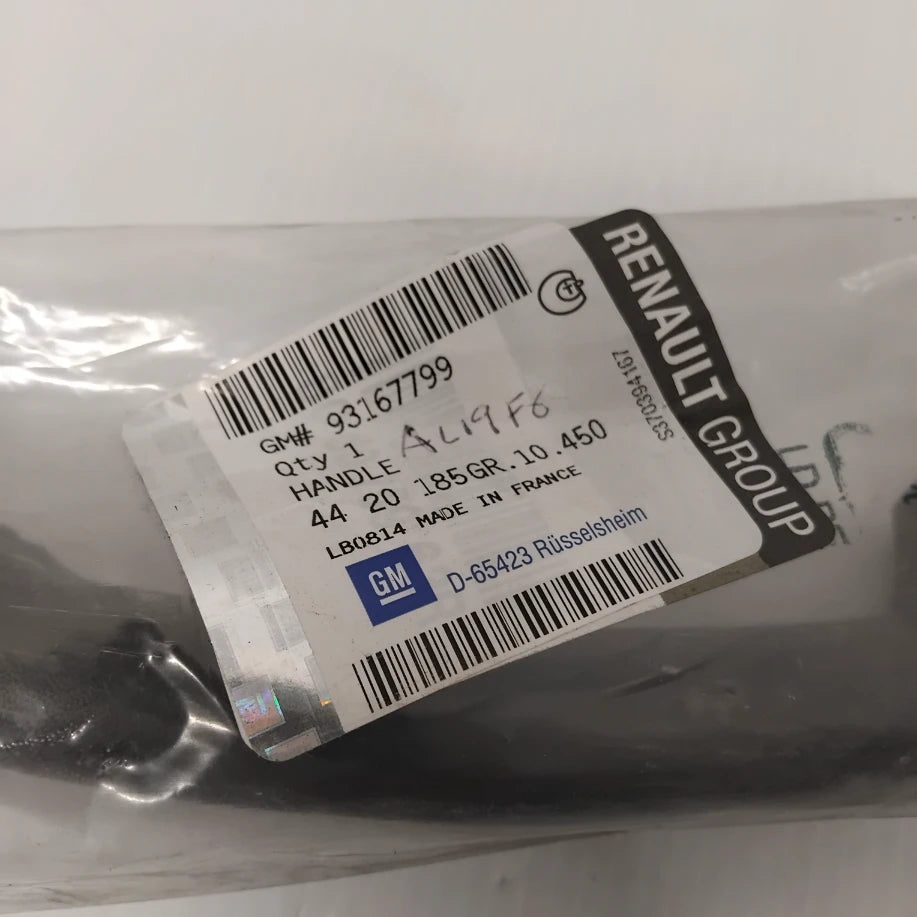 RENAULT GROUP
S370394167
GM# 93167799
Qty 1
AL19F6
HANDLE
44 20 185GR.10.450
LB0814 MADE IN FRANCE
GM
D-65423 Rüsselsheim